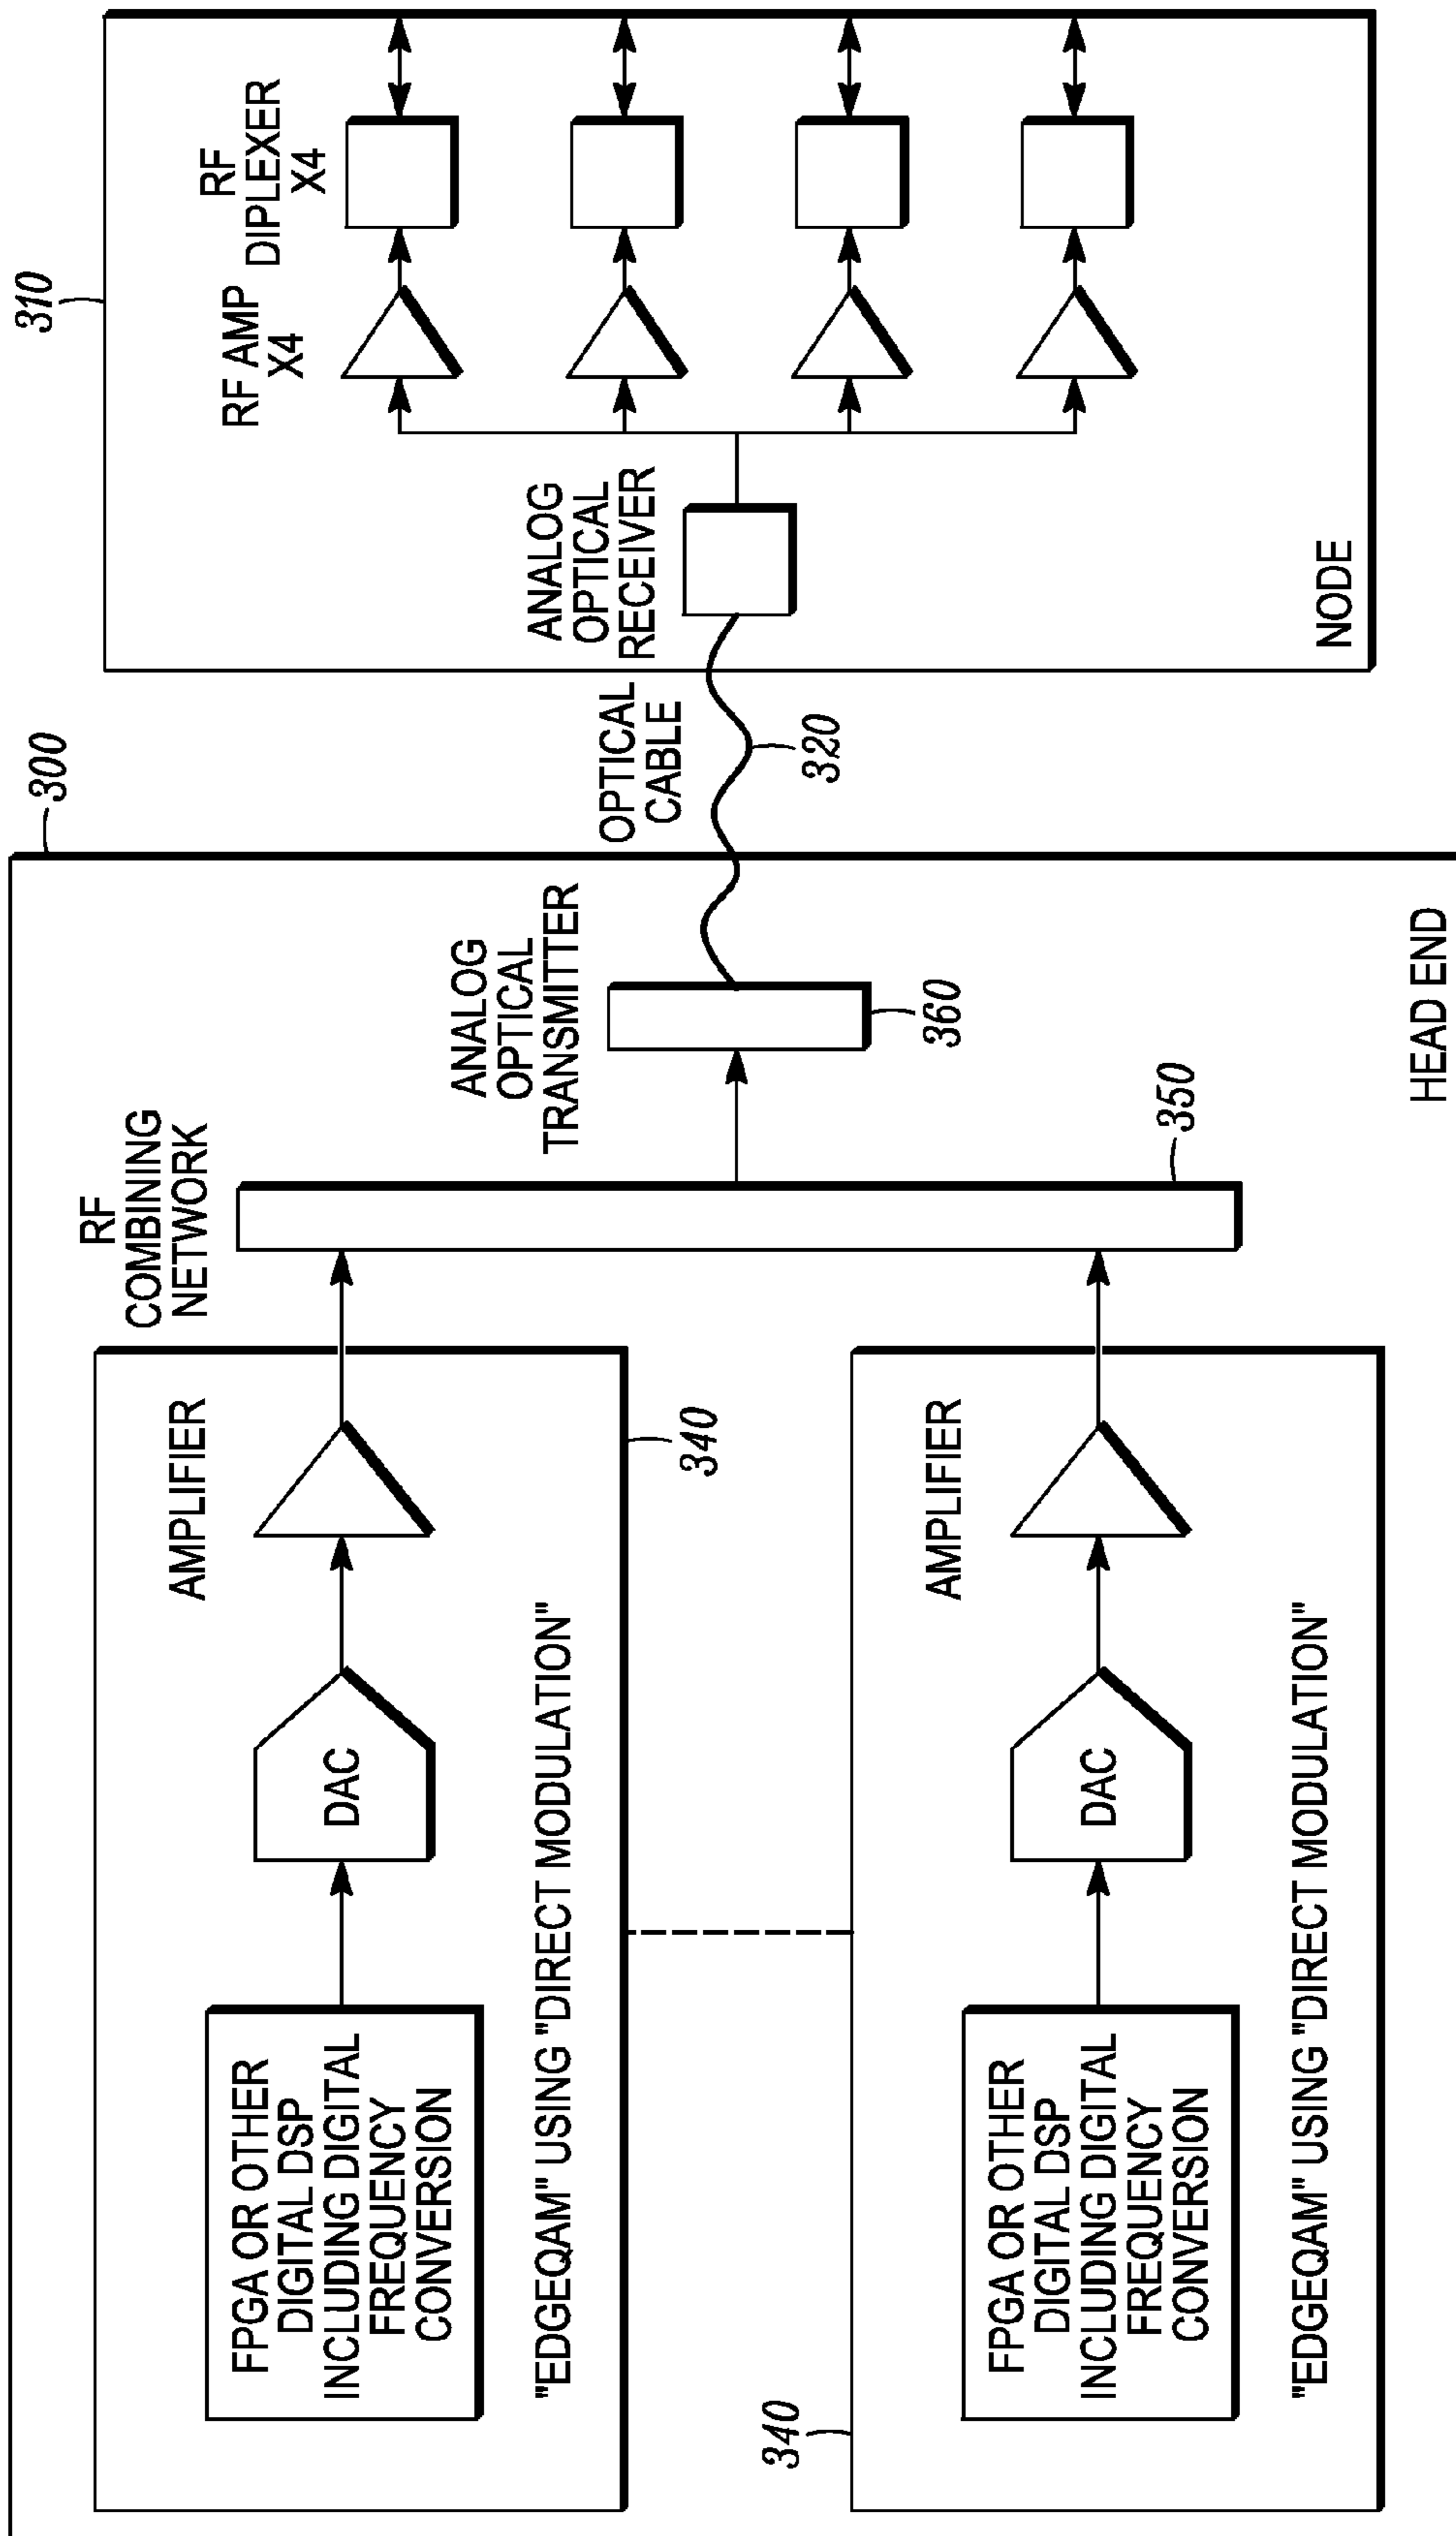 300
310
RF
COMBINING
NETWORK
AMPLIFIER
DAC
FPGA OR OTHER
DIGITAL DSP
INCLUDING DIGITAL
FREQUENCY
CONVERSION
"EDGEQAM" USING "DIRECT MODULATION"
340
ANALOG
OPTICAL
TRANSMITTER
360
OPTICAL
CABLE
320
ANALOG
OPTICAL
RECEIVER
RF AMP
X4
RF
DIPLEXER
X4
NODE
350
AMPLIFIER
DAC
FPGA OR OTHER
DIGITAL DSP
INCLUDING DIGITAL
FREQUENCY
CONVERSION
"EDGEQAM" USING "DIRECT MODULATION"
340
HEAD END